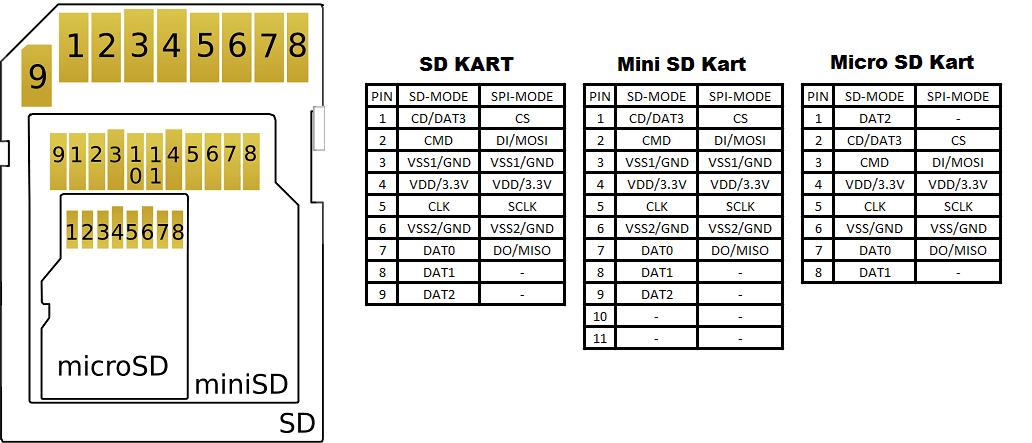 1 2 3 4 5 6 7 8
9
9 1 2 3 10 11 4 5 6 7 8
1 2 3 4 5 6 7 8
microSD
miniSD
SD
SD KART
PIN SD-MODE SPI-MODE
1 CD/DAT3 CS
2 CMD DI/MOSI
3 VSS1/GND VSS1/GND
4 VDD/3.3V VDD/3.3V
5 CLK SCLK
6 VSS2/GND VSS2/GND
7 DAT0 DO/MISO
8 DAT1 -
9 DAT2 -
Mini SD Kart
PIN SD-MODE SPI-MODE
1 CD/DAT3 CS
2 CMD DI/MOSI
3 VSS1/GND VSS1/GND
4 VDD/3.3V VDD/3.3V
5 CLK SCLK
6 VSS2/GND VSS2/GND
7 DAT0 DO/MISO
8 DAT1 -
9 DAT2 -
10 - -
11 - -
Micro SD Kart
PIN SD-MODE SPI-MODE
1 DAT2 -
2 CD/DAT3 CS
3 CMD DI/MOSI
4 VDD/3.3V VDD/3.3V
5 CLK SCLK
6 VSS/GND VSS/GND
7 DAT0 DO/MISO
8 DAT1 -